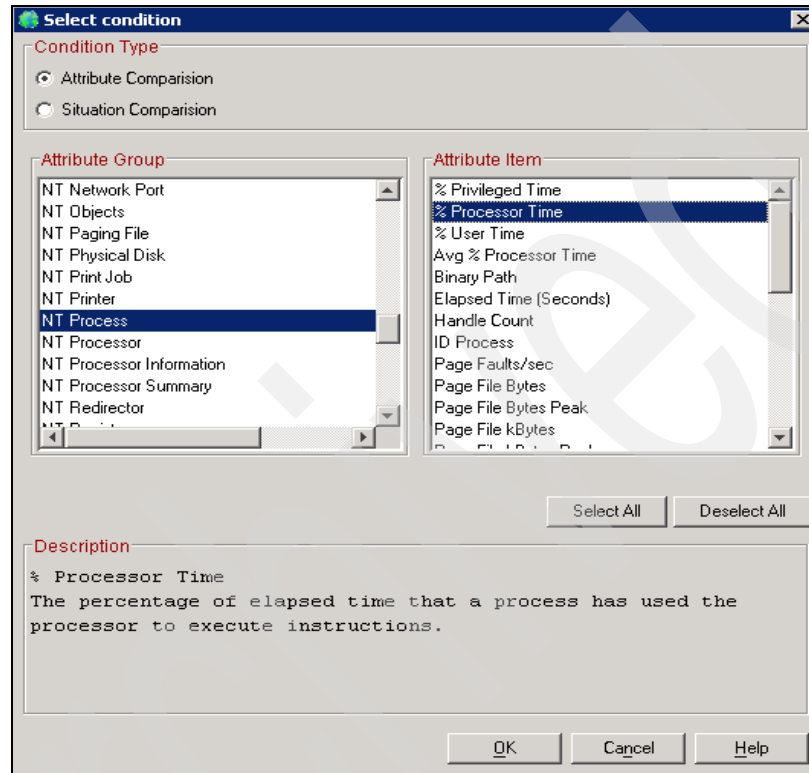 Select condition
Condition Type
Attribute Comparision
Situation Comparision
Attribute Group
NT Network Port
NT Objects
NT Paging File
NT Physical Disk
NT Print Job
NT Printer
NT Process
NT Processor
NT Processor Information
NT Processor Summary
NT Redirector
Attribute Item
% Privileged Time
% Processor Time
% User Time
Avg % Processor Time
Binary Path
Elapsed Time (Seconds)
Handle Count
ID Process
Page Faults/sec
Page File Bytes
Page File Bytes Peak
Page File kBytes
Select All
Deselect All
Description
% Processor Time
The percentage of elapsed time that a process has used the
processor to execute instructions.
OK
Cancel
Help